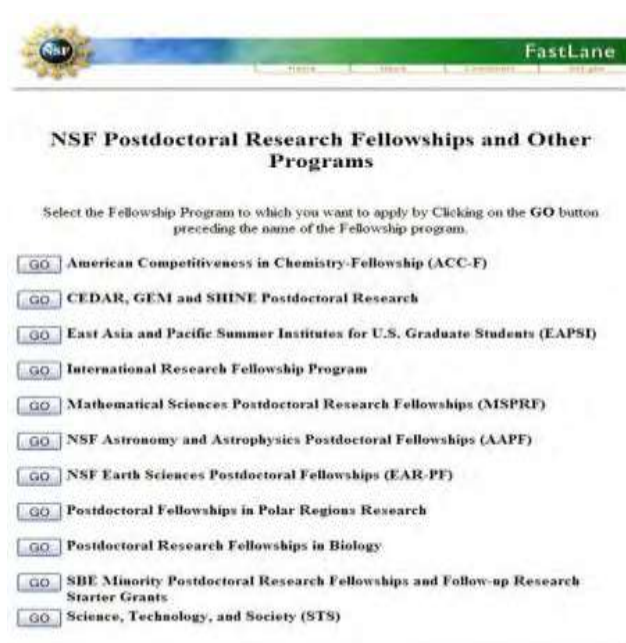 NSF
FastLane
NSF Postdoctoral Research Fellowships and Other
Programs
Select the Fellowship Program to which you want to apply by Clicking on the GO button
preceding the name of the Fellowship program.
GO American Competitiveness in Chemistry-Fellowship (ACC-F)
GO CEDAR, GEM and SHINE Postdoctoral Research
GO East Asia and Pacific Summer Institutes for U.S. Graduate Students (EAPSI)
GO International Research Fellowship Program
GO Mathematical Sciences Postdoctoral Research Fellowships (MSPRF)
GO NSF Astronomy and Astrophysics Postdoctoral Fellowships (AAPF)
GO NSF Earth Sciences Postdoctoral Fellowships (EAR-PF)
GO Postdoctoral Fellowships in Polar Regions Research
GO Postdoctoral Research Fellowships in Biology
GO SBE Minority Postdoctoral Research Fellowships and Follow-up Research
Starter Grants
GO Science, Technology, and Society (STS)